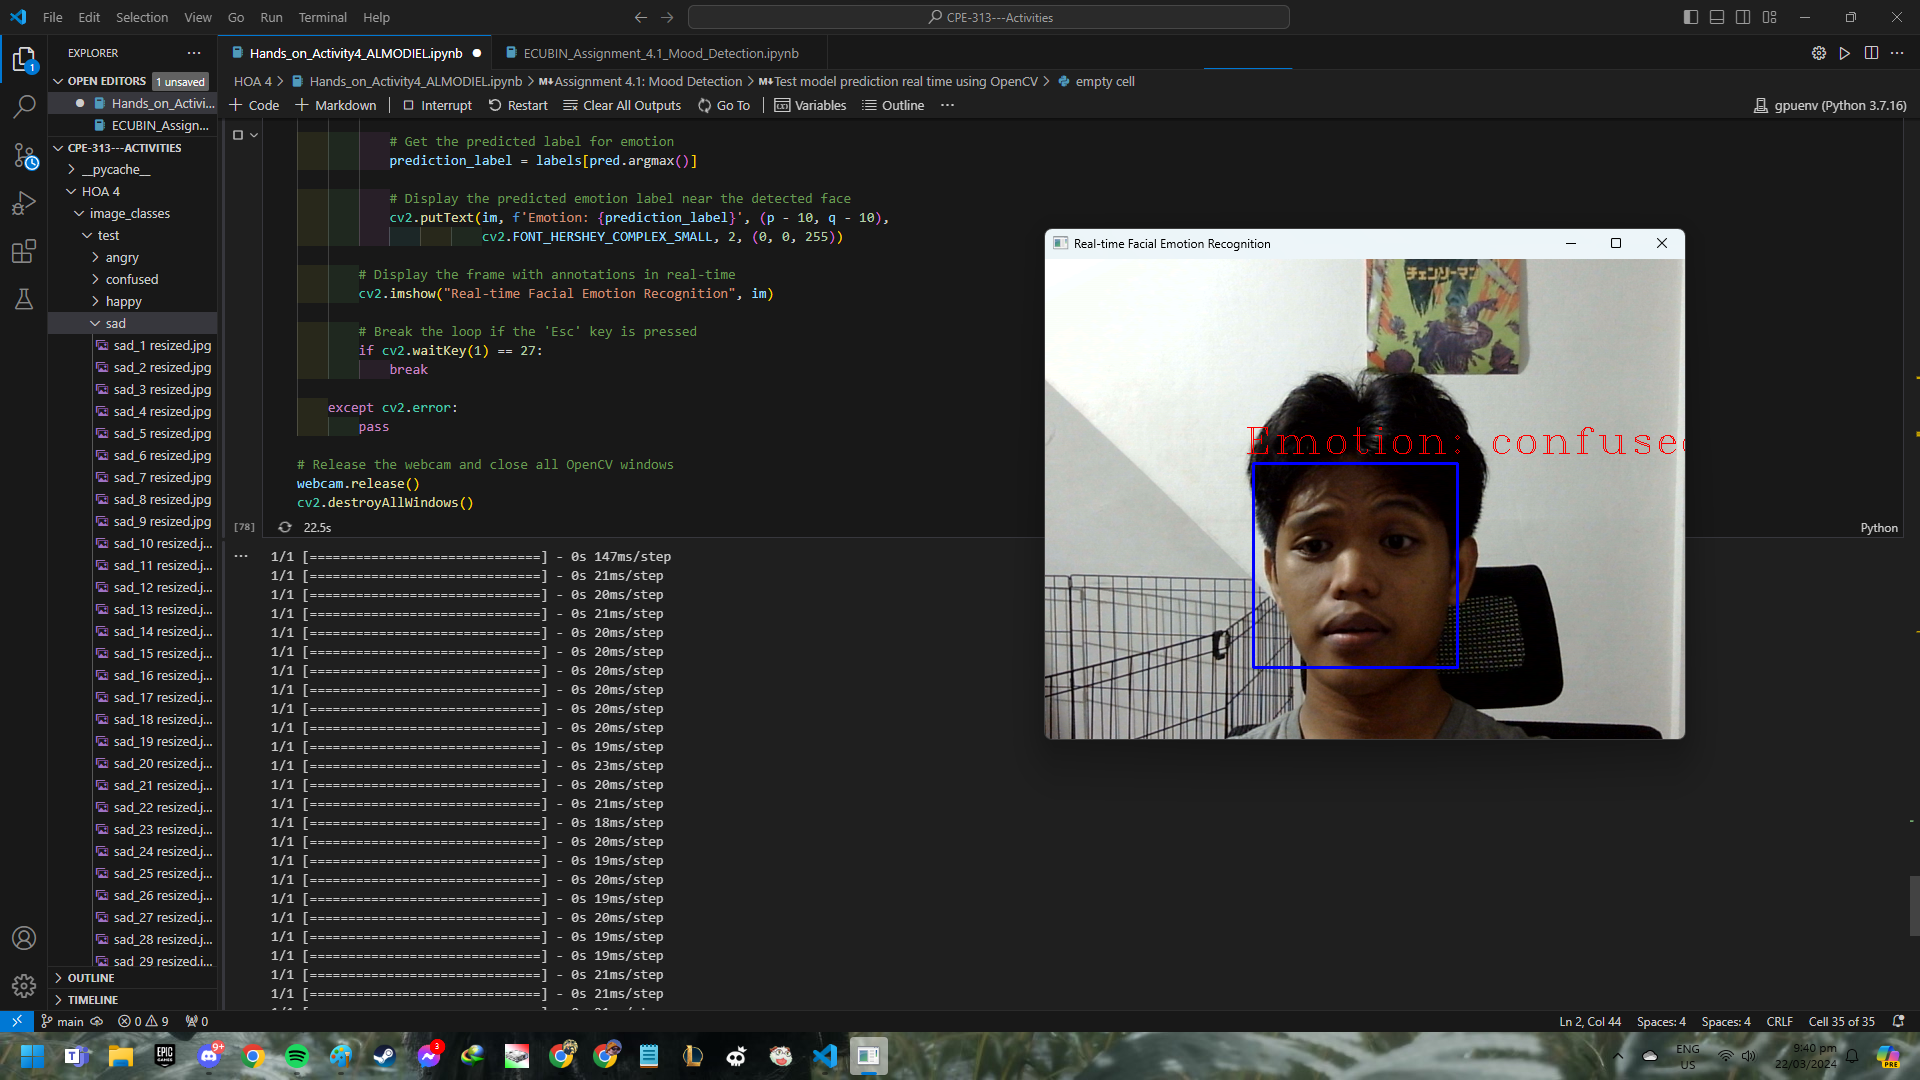 File Edit Selection View Go Run Terminal Help
CPE-313---Activities
EXPLORER
Hands_on_Activity4_ALMODIEL.ipynb
ECUBIN_Assignment_4.1_Mood_Detection.ipynb
OPEN EDITORS 1 unsaved
HOA 4 > Hands_on_Activity4_ALMODIEL.ipynb > M↓Assignment 4.1: Mood Detection > M↓Test model prediction real time using OpenCV > empty cell
Hands_on_Activi...
+ Code + Markdown Interrupt Restart Clear All Outputs Go To Variables Outline ...
gpuenv (Python 3.7.16)
ECUBIN_Assign...
CPE-313---ACTIVITIES
__pycache__
HOA 4
image_classes
test
angry
confused
happy
sad
sad_1 resized.jpg
sad_2 resized.jpg
sad_3 resized.jpg
sad_4 resized.jpg
sad_5 resized.jpg
sad_6 resized.jpg
sad_7 resized.jpg
sad_8 resized.jpg
sad_9 resized.jpg
sad_10 resized.j...
sad_11 resized.j...
sad_12 resized.j...
sad_13 resized.j...
sad_14 resized.j...
sad_15 resized.j...
sad_16 resized.j...
sad_17 resized.j...
sad_18 resized.j...
sad_19 resized.j...
sad_20 resized.j...
sad_21 resized.j...
sad_22 resized.j...
sad_23 resized.j...
sad_24 resized.j...
sad_25 resized.j...
sad_26 resized.j...
sad_27 resized.j...
sad_28 resized.j...
sad_29 resized.j...
OUTLINE
TIMELINE
# Get the predicted label for emotion
prediction_label = labels[pred.argmax()]
# Display the predicted emotion label near the detected face
cv2.putText(im, f'Emotion: {prediction_label}', (p - 10, q - 10),
cv2.FONT_HERSHEY_COMPLEX_SMALL, 2, (0, 0, 255))
# Display the frame with annotations in real-time
cv2.imshow("Real-time Facial Emotion Recognition", im)
# Break the loop if the 'Esc' key is pressed
if cv2.waitKey(1) == 27:
break
except cv2.error:
pass
# Release the webcam and close all OpenCV windows
webcam.release()
cv2.destroyAllWindows()
[78] 22.5s
Python
1/1 [==============================] - 0s 147ms/step
1/1 [==============================] - 0s 21ms/step
1/1 [==============================] - 0s 20ms/step
1/1 [==============================] - 0s 21ms/step
1/1 [==============================] - 0s 20ms/step
1/1 [==============================] - 0s 20ms/step
1/1 [==============================] - 0s 20ms/step
1/1 [==============================] - 0s 20ms/step
1/1 [==============================] - 0s 20ms/step
1/1 [==============================] - 0s 20ms/step
1/1 [==============================] - 0s 19ms/step
1/1 [==============================] - 0s 23ms/step
1/1 [==============================] - 0s 20ms/step
1/1 [==============================] - 0s 21ms/step
1/1 [==============================] - 0s 18ms/step
1/1 [==============================] - 0s 20ms/step
1/1 [==============================] - 0s 19ms/step
1/1 [==============================] - 0s 20ms/step
1/1 [==============================] - 0s 19ms/step
1/1 [==============================] - 0s 20ms/step
1/1 [==============================] - 0s 19ms/step
1/1 [==============================] - 0s 19ms/step
1/1 [==============================] - 0s 21ms/step
1/1 [==============================] - 0s 21ms/step
Real-time Facial Emotion Recognition
チェンソーマン
Emotion: confused
main 0 9 0
Ln 2, Col 44 Spaces: 4 Spaces: 4 CRLF Cell 35 of 35
EPIC GAMES
9+
3
ENG
US
9:40 pm
22/03/2024
PRE